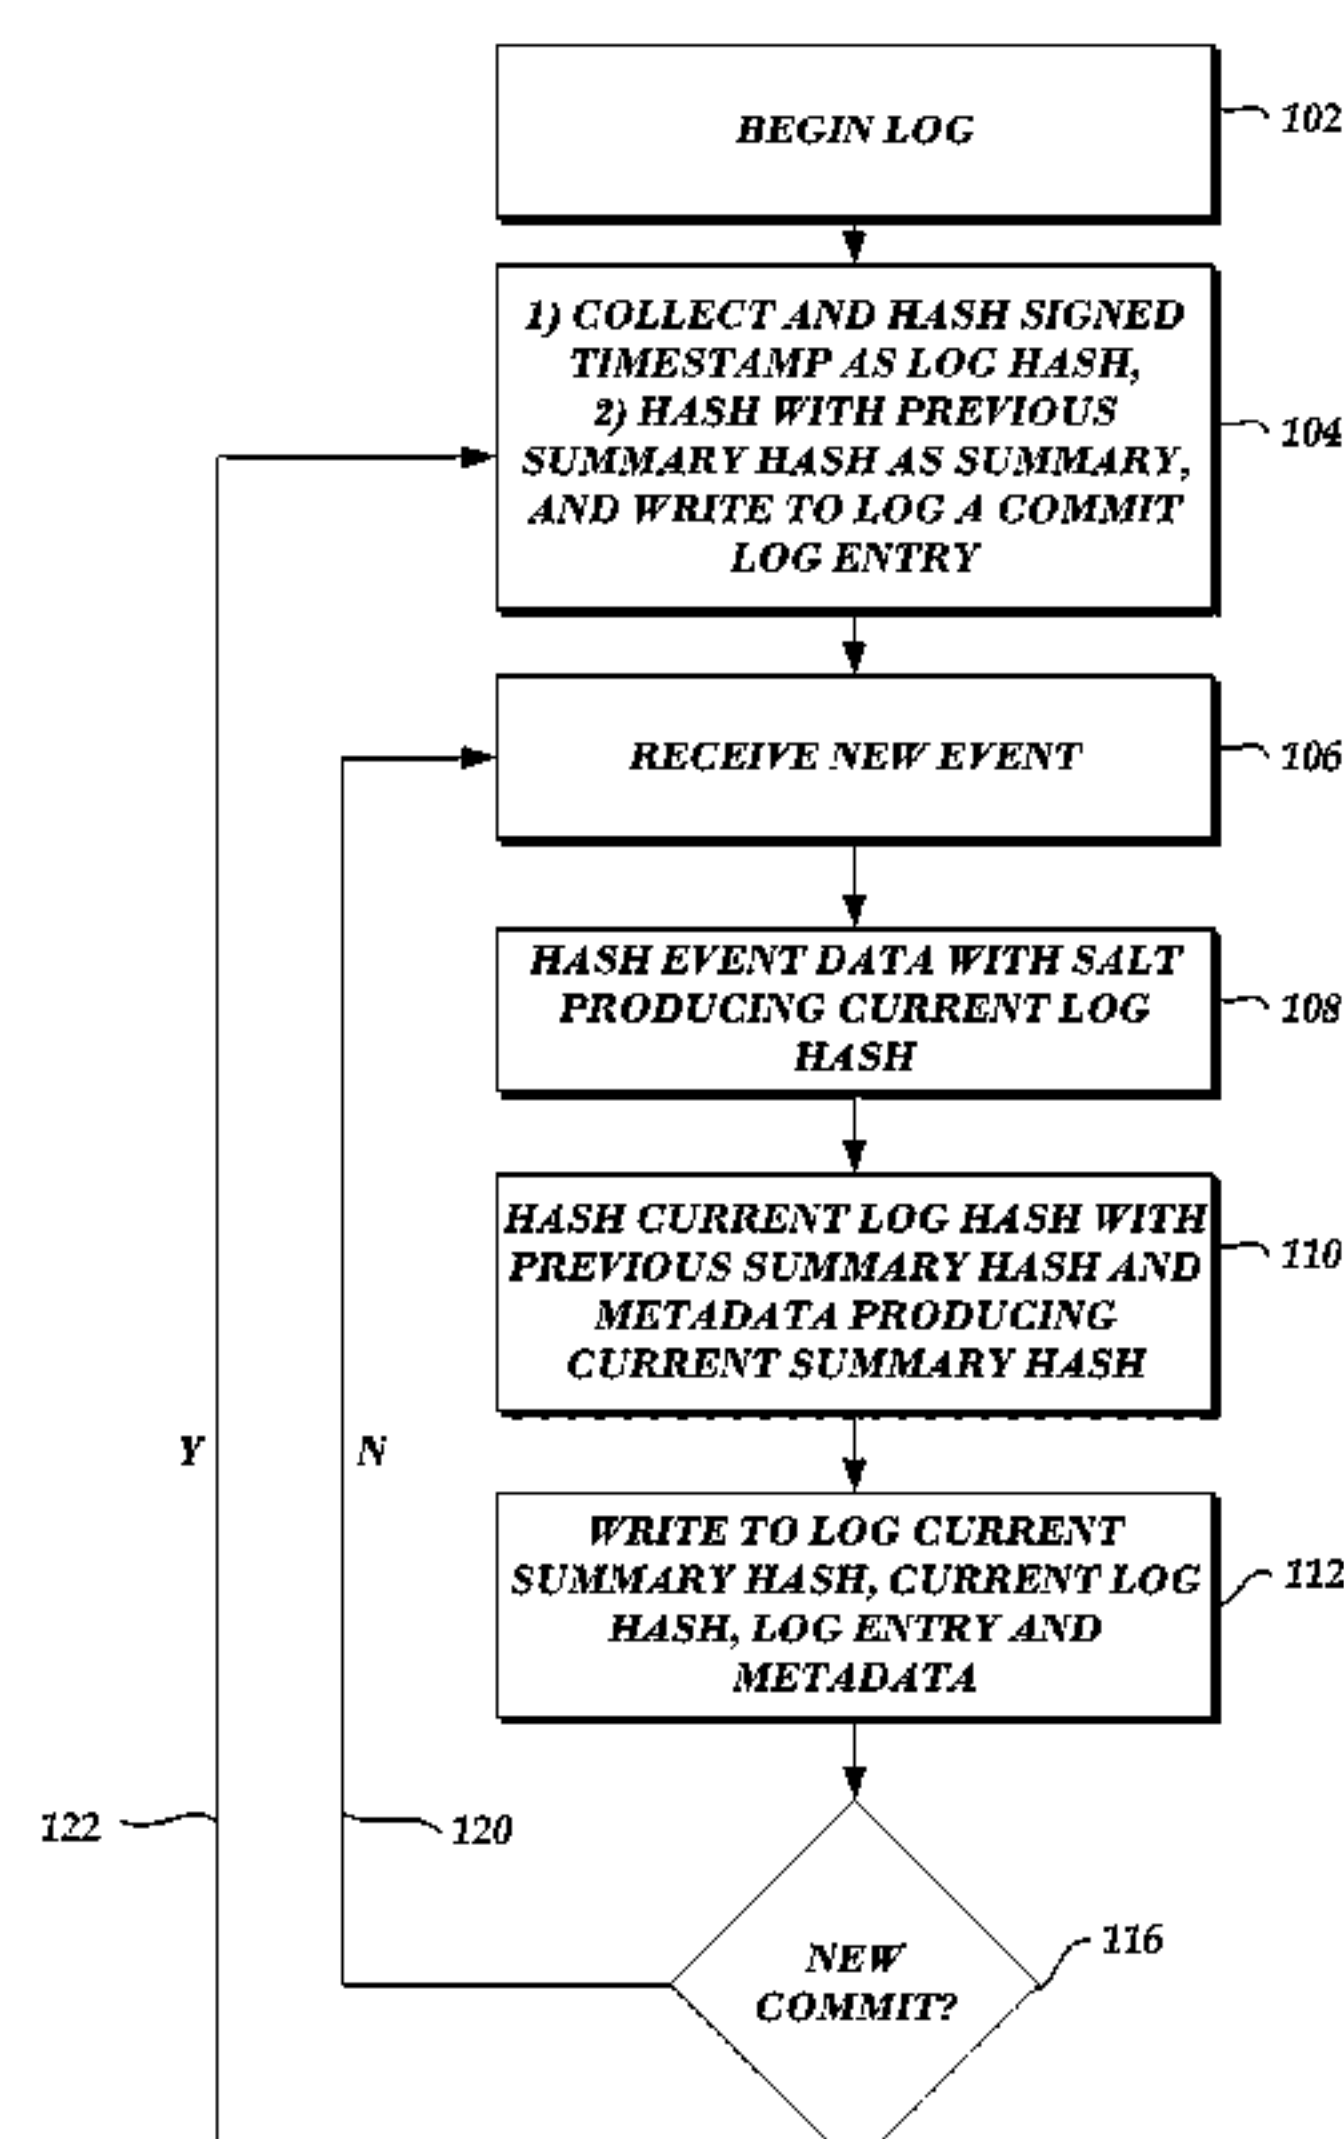 BEGIN LOG
102
1) COLLECT AND HASH SIGNED
TIMESTAMP AS LOG HASH,
2) HASH WITH PREVIOUS
SUMMARY HASH AS SUMMARY,
AND WRITE TO LOG A COMMIT
LOG ENTRY
104
RECEIVE NEW EVENT
106
HASH EVENT DATA WITH SALT
PRODUCING CURRENT LOG
HASH
108
HASH CURRENT LOG HASH WITH
PREVIOUS SUMMARY HASH AND
METADATA PRODUCING
CURRENT SUMMARY HASH
110
Y
N
WRITE TO LOG CURRENT
SUMMARY HASH, CURRENT LOG
HASH, LOG ENTRY AND
METADATA
112
122
120
NEW
COMMIT?
116